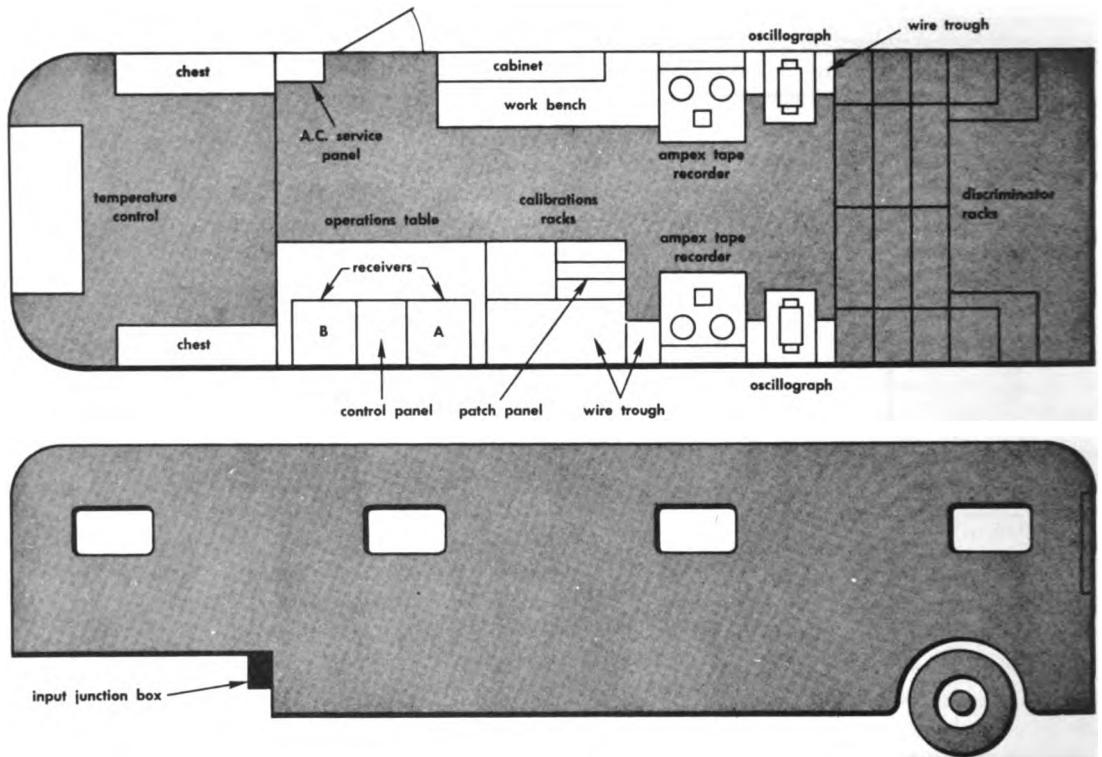 oscillograph
wire trough
chest
cabinet
work bench
A.C. service
panel
ampex tape
recorder
temperature
control
discriminator
racks
calibrations
racks
operations table
ampex tape
recorder
receivers
B
A
chest
control panel
patch panel
wire trough
oscillograph
input junction box